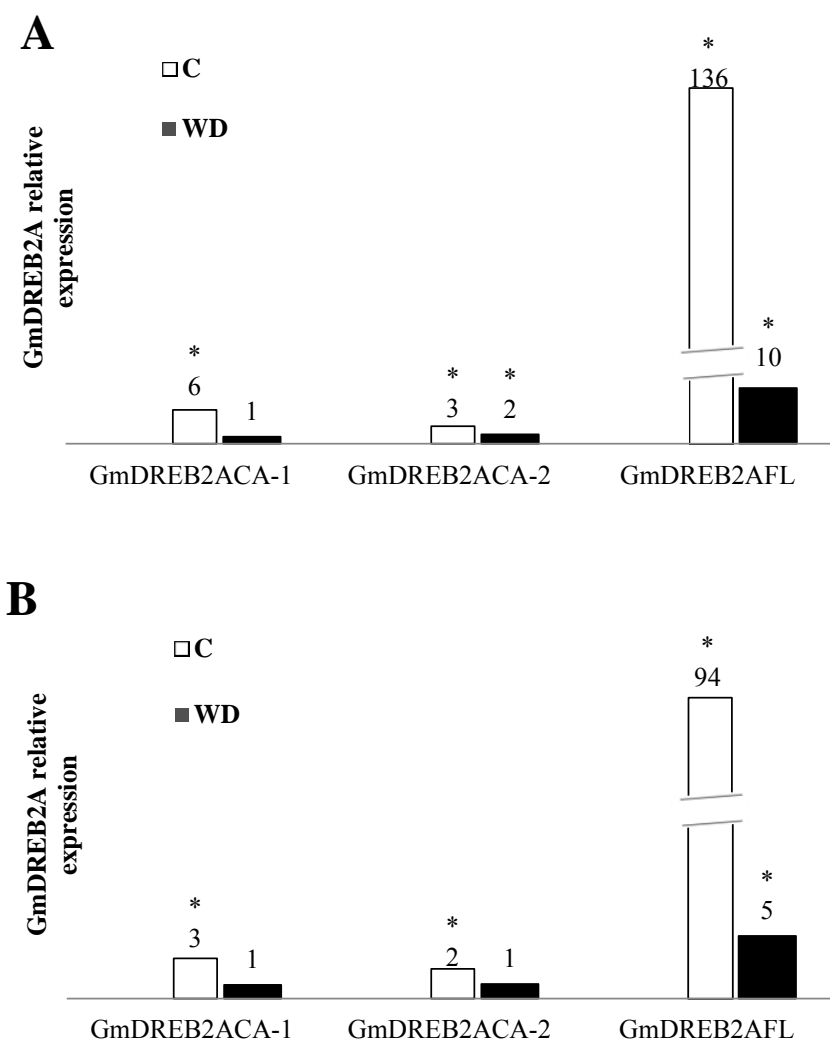 A
C
WD
GmDREB2A relative
expression
*
136
*
10
*
6
1
*
3
*
2
GmDREB2ACA-1 GmDREB2ACA-2 GmDREB2AFL
B
C
WD
GmDREB2A relative
expression
*
94
*
5
*
3
1
*
2
1
GmDREB2ACA-1 GmDREB2ACA-2 GmDREB2AFL